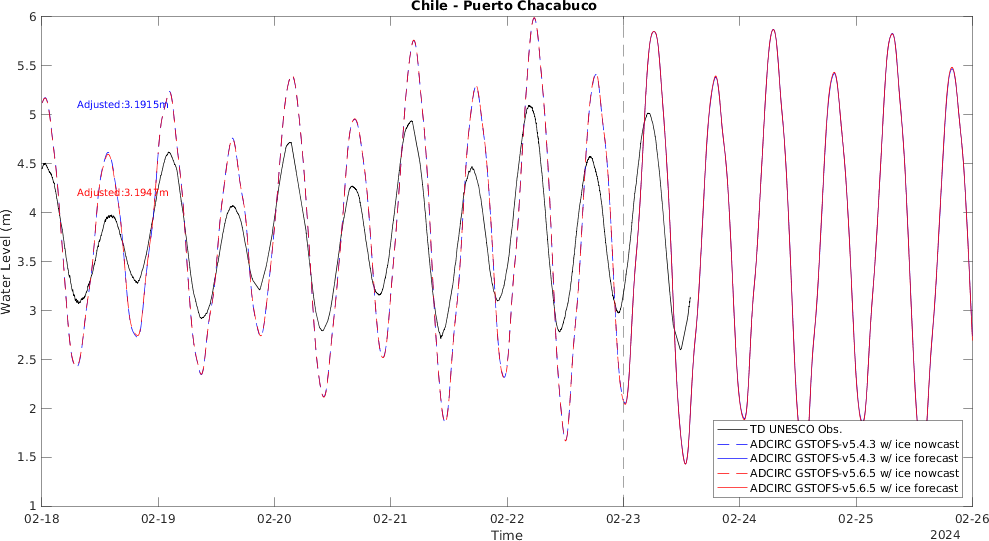 Chile - Puerto Chacabuco
6
5.5
5
4.5
4
3.5
3
2.5
2
1.5
1
Water Level (m)
Adjusted:3.1915m
Adjusted:3.1947m
TD UNESCO Obs.
ADCIRC GSTOFS-v5.4.3 w/ ice nowcast
ADCIRC GSTOFS-v5.4.3 w/ ice forecast
ADCIRC GSTOFS-v5.6.5 w/ ice nowcast
ADCIRC GSTOFS-v5.6.5 w/ ice forecast
02-18 02-19 02-20 02-21 02-22 02-23 02-24 02-25 02-26
Time
2024